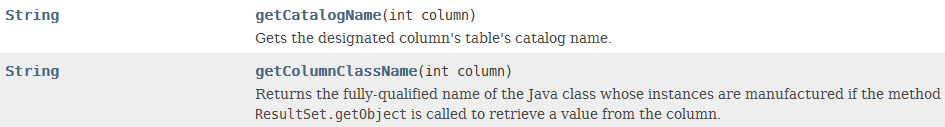 String getCatalogName(int column)
Gets the designated column's table's catalog name.
String getColumnClassName(int column)
Returns the fully-qualified name of the Java class whose instances are manufactured if the method
ResultSet.getObject is called to retrieve a value from the column.